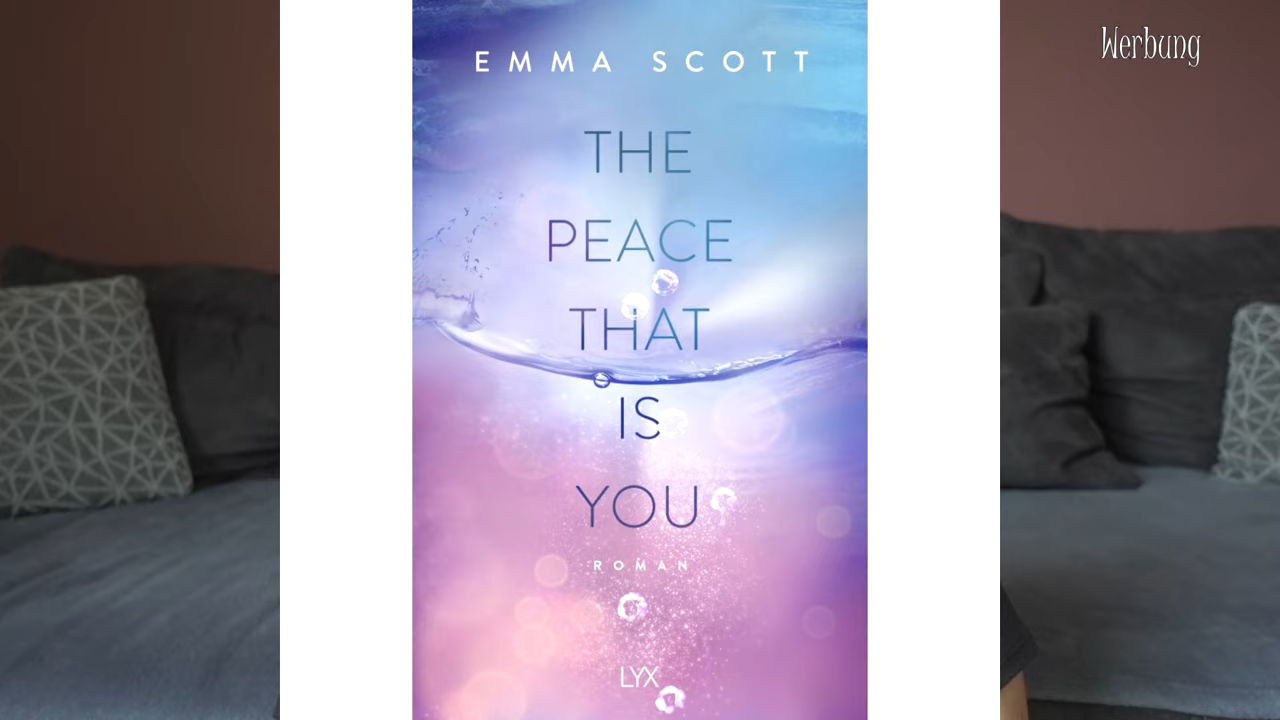 Werbung
EMMA SCOTT
THE
PEACE
THAT
IS
YOU
ROMAN
LYX